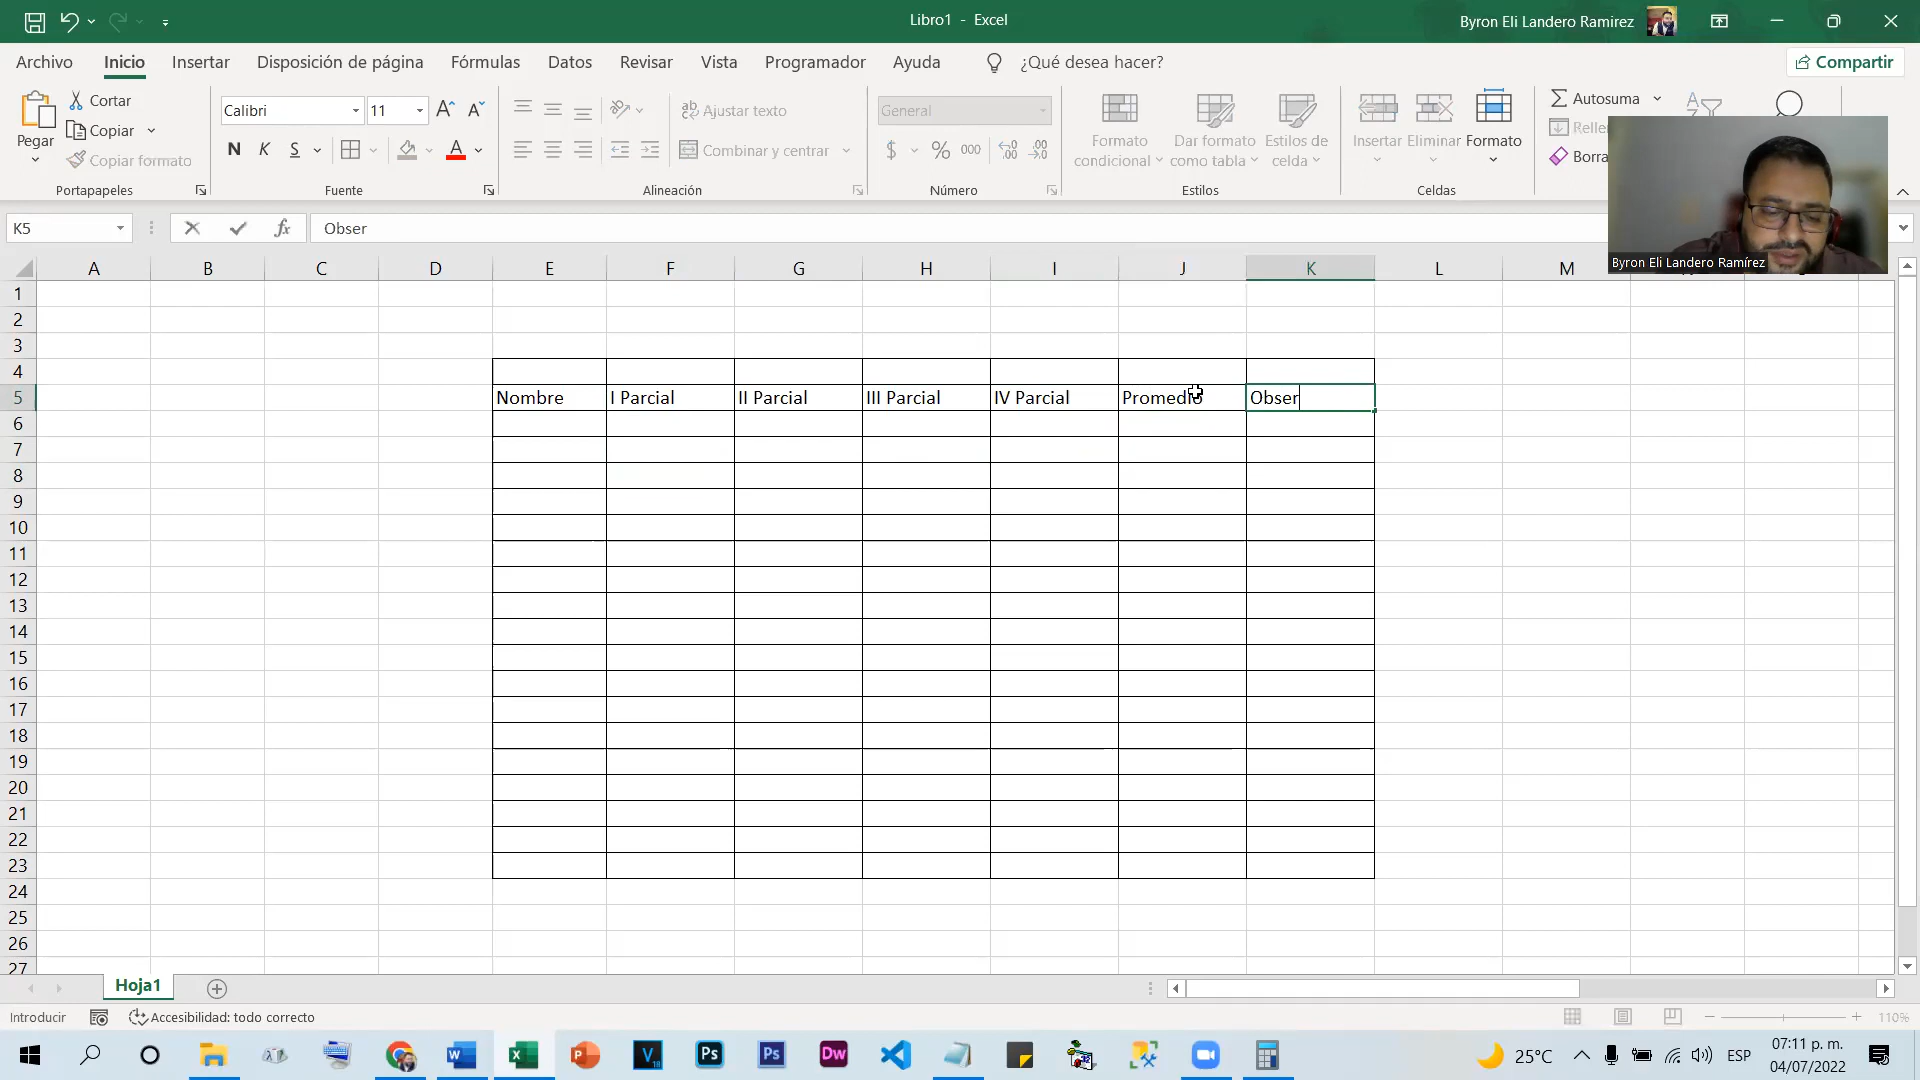 Libro1 - Excel
Byron Eli Landero Ramirez
Archivo Inicio Insertar Disposición de página Fórmulas Datos Revisar Vista Programador Ayuda ¿Qué desea hacer? Compartir
Pegar
Cortar
Copiar
Copiar formato
Portapapeles
Calibri 11
N K S A
Fuente
Ajustar texto
Combinar y centrar
Alineación
General
$ % 000
Número
Formato condicional
Dar formato como tabla
Estilos de celda
Estilos
Insertar Eliminar Formato
Celdas
Autosuma
Reller
Borra
Byron Eli Landero Ramírez
K5 fx Obser
A B C D E F G H I J K L M
1
2
3
4
5 Nombre I Parcial II Parcial III Parcial IV Parcial Promedio Obser
6
7
8
9
10
11
12
13
14
15
16
17
18
19
20
21
22
23
24
25
26
27
Hoja1
Introducir Accesibilidad: todo correcto 110%
25°C ESP 07:11 p. m.
04/07/2022